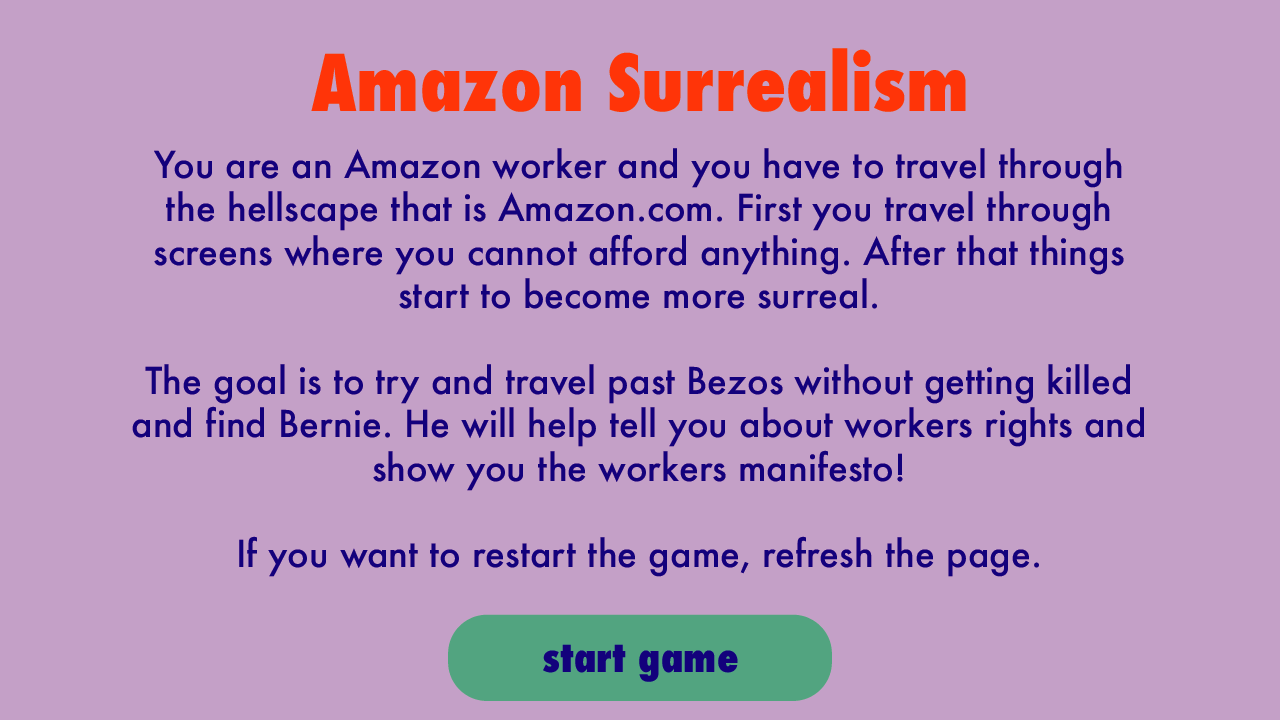 Amazon Surrealism
You are an Amazon worker and you have to travel through
the hellscape that is Amazon.com. First you travel through
screens where you cannot afford anything. After that things
start to become more surreal.
The goal is to try and travel past Bezos without getting killed
and find Bernie. He will help tell you about workers rights and
show you the workers manifesto!
If you want to restart the game, refresh the page.
start game